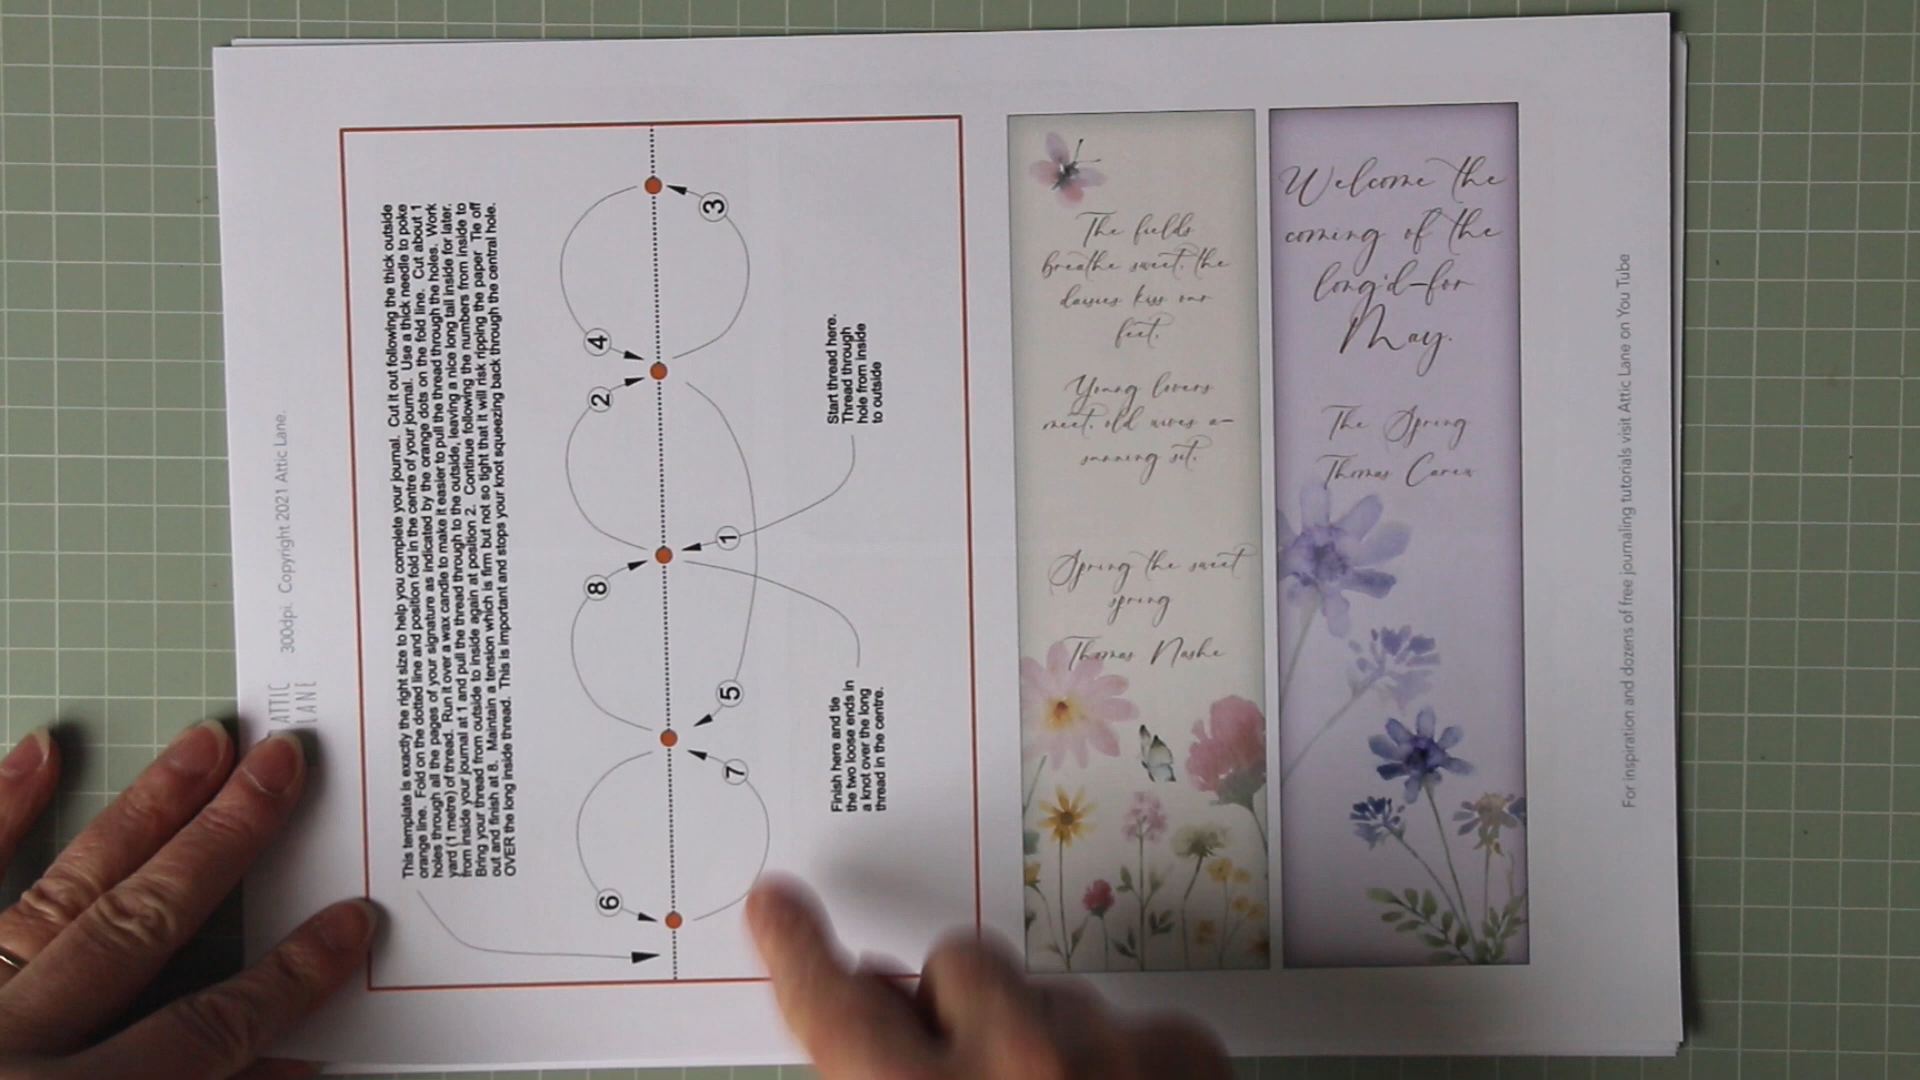 ATTIC
LANE
300dpi. Copyright 2021 Attic Lane.
This template is exactly the right size to help you complete your journal. Cut it out following the thick outside
orange line. Fold on the dotted line and position fold in the centre of your journal. Use a thick needle to poke
holes through all the pages of your signature as indicated by the orange dots on the fold line. Cut about 1
yard (1 metre) of thread. Run it over a wax candle to make it easier to pull the thread through the holes. Work
from inside your journal at 1 and pull the thread through to the outside, leaving a nice long tail inside for later.
Bring your thread from outside to inside again at position 2. Continue following the numbers from inside to
out and finish at 8. Maintain a tension which is firm but not so tight that it will risk ripping the paper. Tie off
OVER the long inside thread. This is important and stops your knot squeezing back through the central hole.
6
8
2
4
7
5
1
3
Finish here and tie
the two loose ends in
a knot over the long
thread in the centre.
Start thread here.
Thread through
hole from inside
to outside
The fields
breathe sweet, the
daisies kiss our
feet,
Young lovers
meet, old wives a-
sunning sit,
Spring the sweet
spring
Thomas Nashe
Welcome the
coming of the
long'd-for
May.
The Spring
Thomas Carew
For inspiration and dozens of free journaling tutorials visit Attic Lane on You Tube